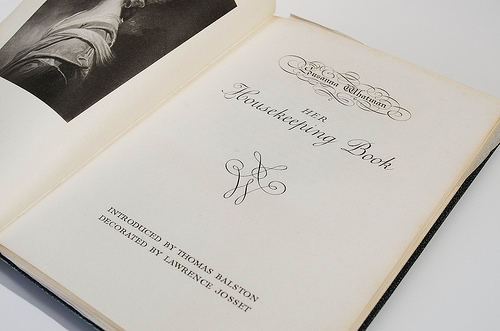 Susanna Whatman
HER
Housekeeping Book
INTRODUCED BY THOMAS BALSTON
DECORATED BY LAWRENCE JOSSET